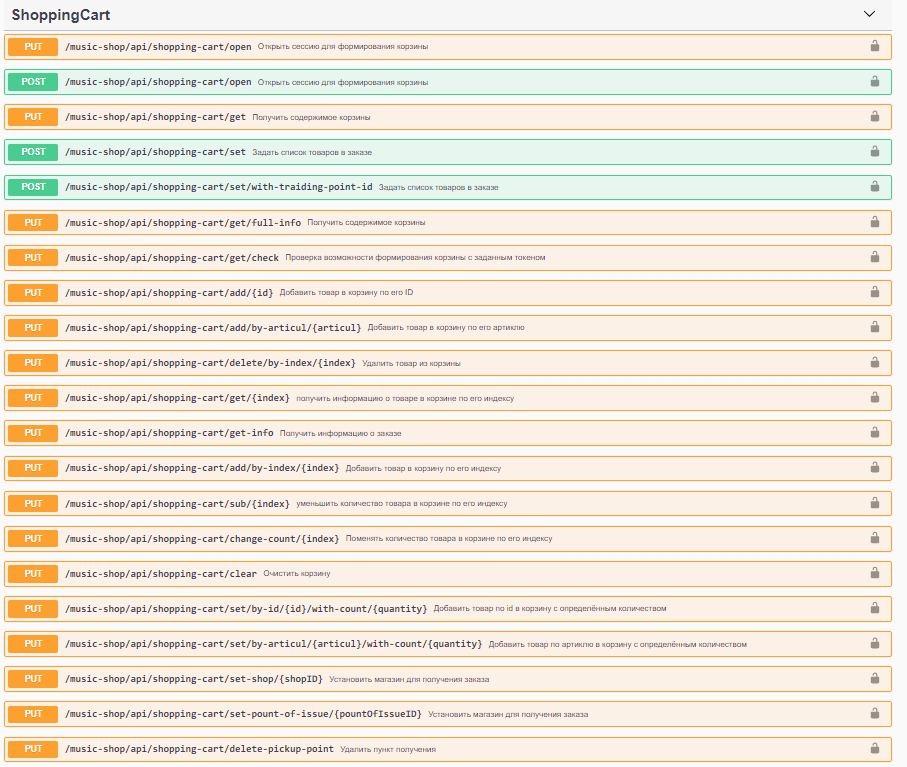 ShoppingCart
PUT /music-shop/api/shopping-cart/open Открыть сессию для формирования корзины
POST /music-shop/api/shopping-cart/open Открыть сессию для формирования корзины
PUT /music-shop/api/shopping-cart/get Получить содержимое корзины
POST /music-shop/api/shopping-cart/set Задать список товаров в заказе
POST /music-shop/api/shopping-cart/set/with-traiding-point-id Задать список товаров в заказе
PUT /music-shop/api/shopping-cart/get/full-info Получить содержимое корзины
PUT /music-shop/api/shopping-cart/get/check Проверка возможности формирования корзины с заданным токеном
PUT /music-shop/api/shopping-cart/add/{id} Добавить товар в корзину по его ID
PUT /music-shop/api/shopping-cart/add/by-articul/{articul} Добавить товар в корзину по его артиклю
PUT /music-shop/api/shopping-cart/delete/by-index/{index} Удалить товар из корзины
PUT /music-shop/api/shopping-cart/get/{index} получить информацию о товаре в корзине по его индексу
PUT /music-shop/api/shopping-cart/get-info Получить информацию о заказе
PUT /music-shop/api/shopping-cart/add/by-index/{index} Добавить товар в корзину по его индексу
PUT /music-shop/api/shopping-cart/sub/{index} уменьшить количество товара в корзине по его индексу
PUT /music-shop/api/shopping-cart/change-count/{index} Поменять количество товара в корзине по его индексу
PUT /music-shop/api/shopping-cart/clear Очистить корзину
PUT /music-shop/api/shopping-cart/set/by-id/{id}/with-count/{quantity} Добавить товар по id в корзину с определённым количеством
PUT /music-shop/api/shopping-cart/set/by-articul/{articul}/with-count/{quantity} Добавить товар по артиклю в корзину с определённым количеством
PUT /music-shop/api/shopping-cart/set-shop/{shopID} Установить магазин для получения заказа
PUT /music-shop/api/shopping-cart/set-pount-of-issue/{pountOfIssueID} Установить магазин для получения заказа
PUT /music-shop/api/shopping-cart/delete-pickup-point Удалить пункт получения